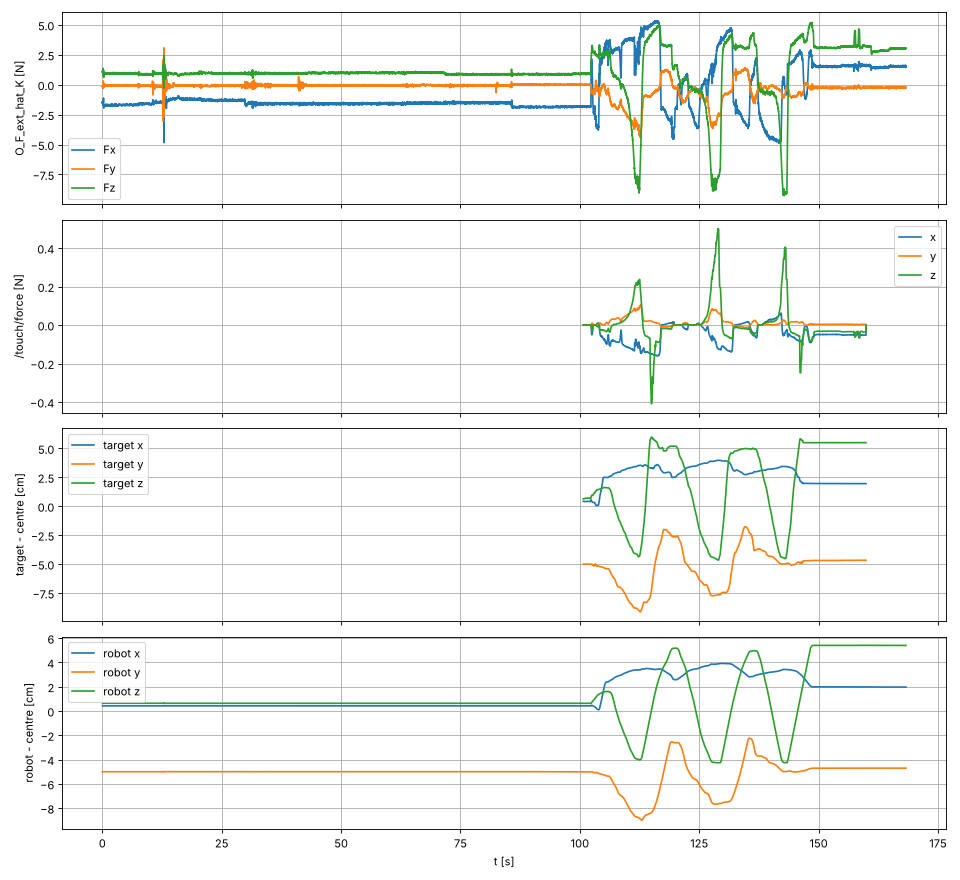 O_F_ext_hat_K [N]
5.0
2.5
0.0
−2.5
−5.0
−7.5
Fx
Fy
Fz
/touch/force [N]
0.4
0.2
0.0
−0.2
−0.4
x
y
z
target - centre [cm]
5.0
2.5
0.0
−2.5
−5.0
−7.5
target x
target y
target z
robot - centre [cm]
6
4
2
0
−2
−4
−6
−8
robot x
robot y
robot z
0 25 50 75 100 125 150 175
t [s]